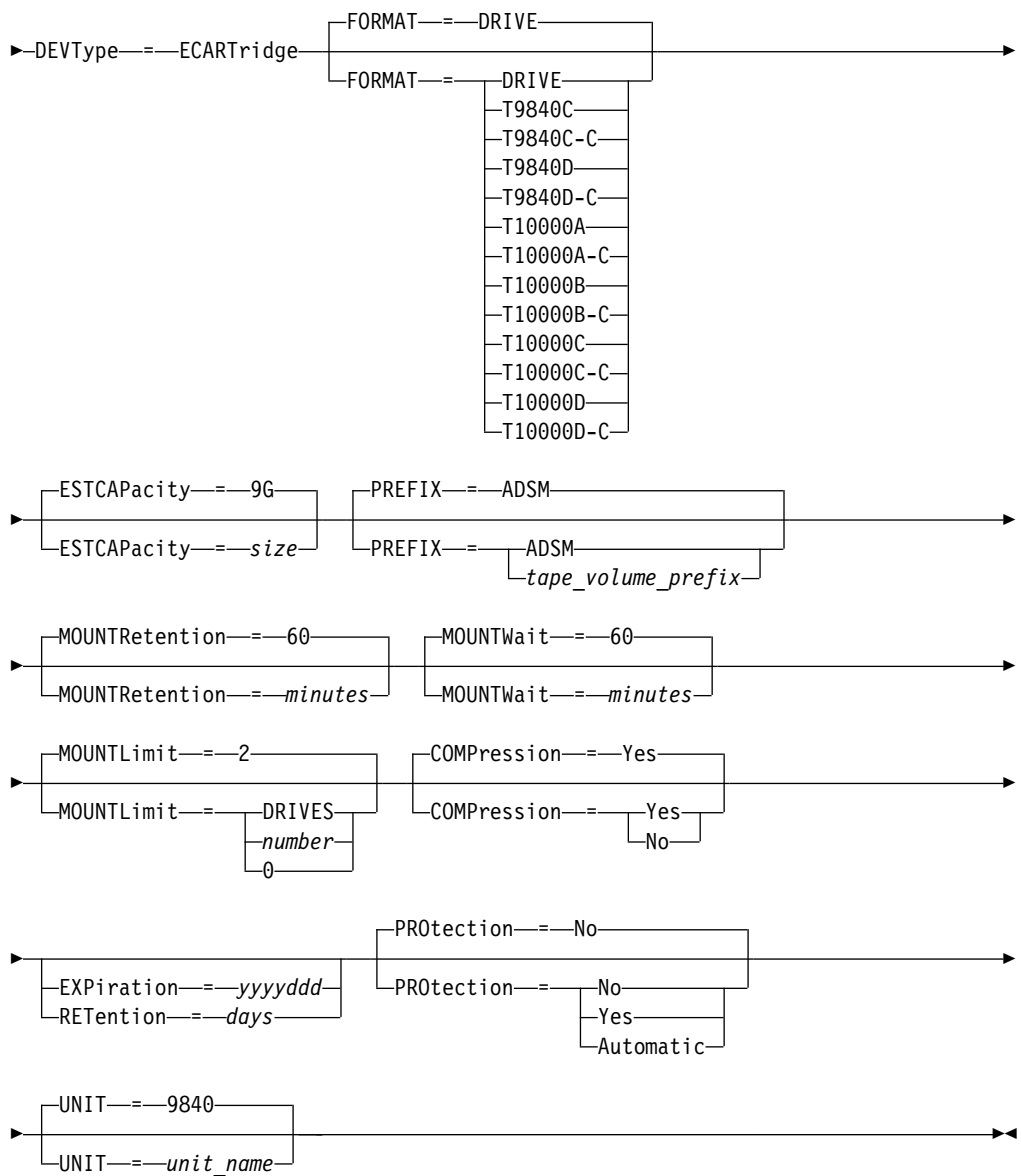 FORMAT = DRIVE
DEVType = ECARTridge
FORMAT = DRIVE
T9840C
T9840C-C
T9840D
T9840D-C
T10000A
T10000A-C
T10000B
T10000B-C
T10000C
T10000C-C
T10000D
T10000D-C
ESTCAPacity = 9G PREFIX = ADSM
ESTCAPacity = size PREFIX = ADSM
tape_volume_prefix
MOUNTRetention = 60 MOUNTWait = 60
MOUNTRetention = minutes MOUNTWait = minutes
MOUNTLimit = 2 COMPression = Yes
MOUNTLimit = DRIVES COMPression = Yes
number No
0
PROtection = No
EXPiration = yyyyddd PROtection = No
RETention = days Yes
Automatic
UNIT = 9840
UNIT = unit_name